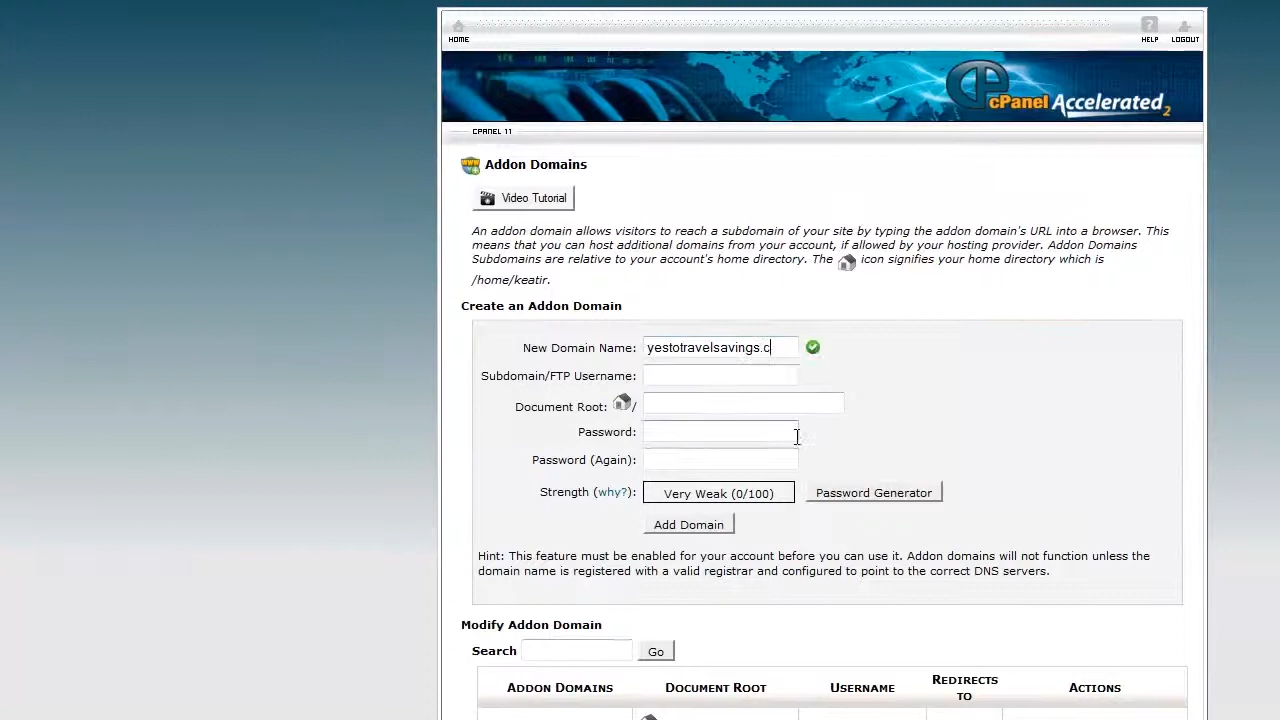 HOME
HELP
LOGOUT
cPanel Accelerated2
CPANEL 11
Addon Domains
Video Tutorial
An addon domain allows visitors to reach a subdomain of your site by typing the addon domain's URL into a browser. This
means that you can host additional domains from your account, if allowed by your hosting provider. Addon Domains
Subdomains are relative to your account's home directory. The icon signifies your home directory which is
/home/keatir.
Create an Addon Domain
New Domain Name: yestotravelsavings.c
Subdomain/FTP Username:
Document Root: /
Password:
Password (Again):
Strength (why?): Very Weak (0/100) Password Generator
Add Domain
Hint: This feature must be enabled for your account before you can use it. Addon domains will not function unless the
domain name is registered with a valid registrar and configured to point to the correct DNS servers.
Modify Addon Domain
Search Go
ADDON DOMAINS DOCUMENT ROOT USERNAME REDIRECTS TO ACTIONS